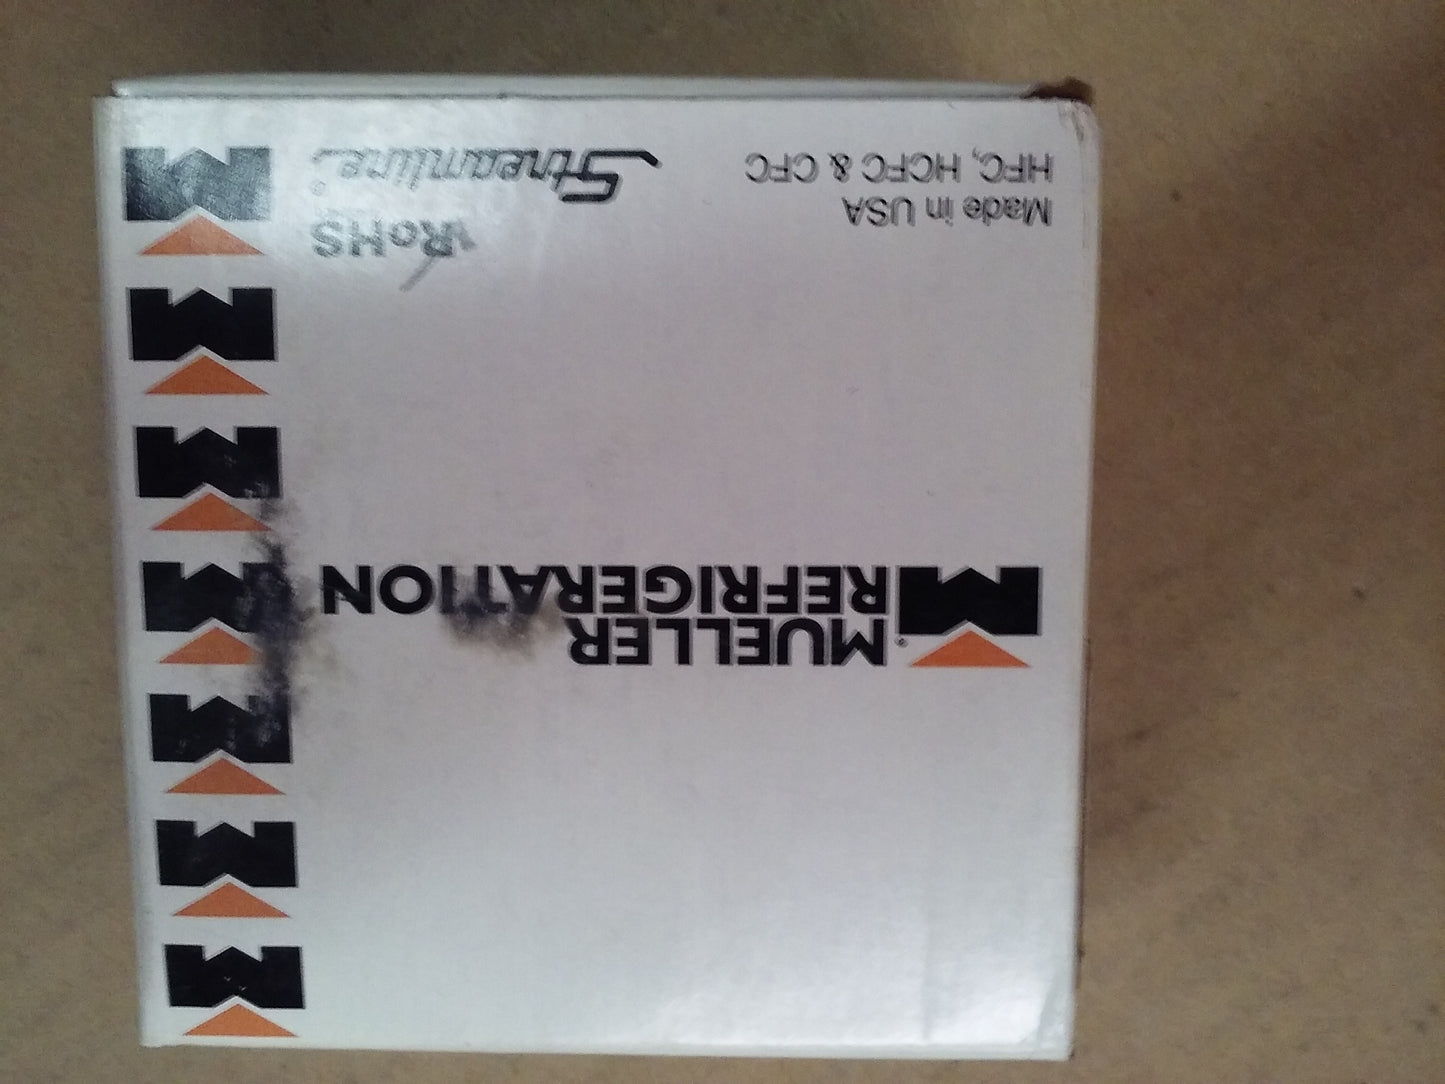 MUELLER
REFRIGERATION
Made in USA
HFC, HCFC & CFC
RoHS
Streamline®